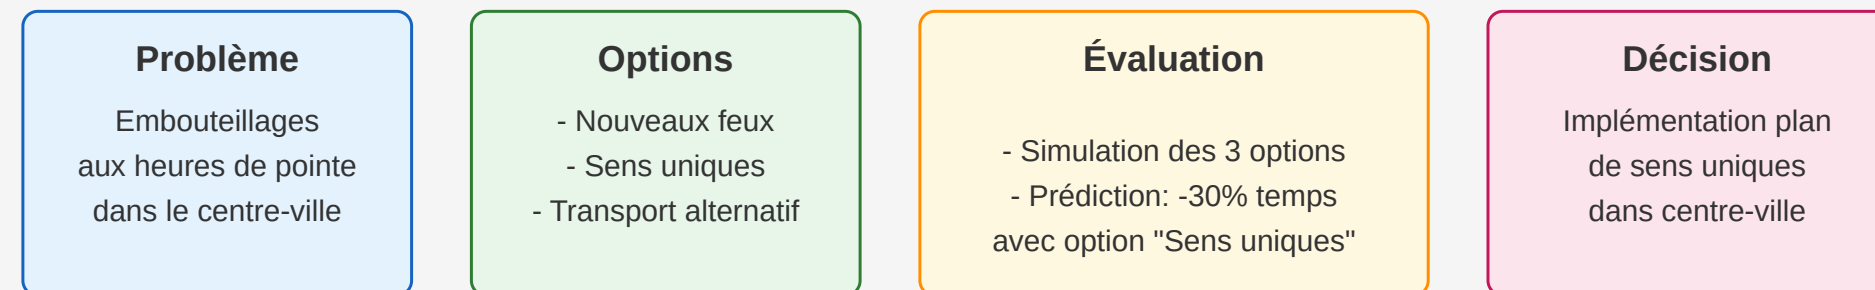 Problème
Embouteillages
aux heures de pointe
dans le centre-ville
Options
- Nouveaux feux
- Sens uniques
- Transport alternatif
Évaluation
- Simulation des 3 options
- Prédiction: -30% temps
avec option "Sens uniques"
Décision
Implémentation plan
de sens uniques
dans centre-ville